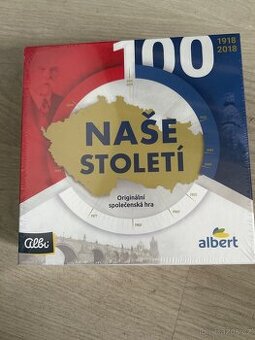 100
1918
2018
NAŠE
STOLETÍ
Originální
společenská hra
Albi
albert